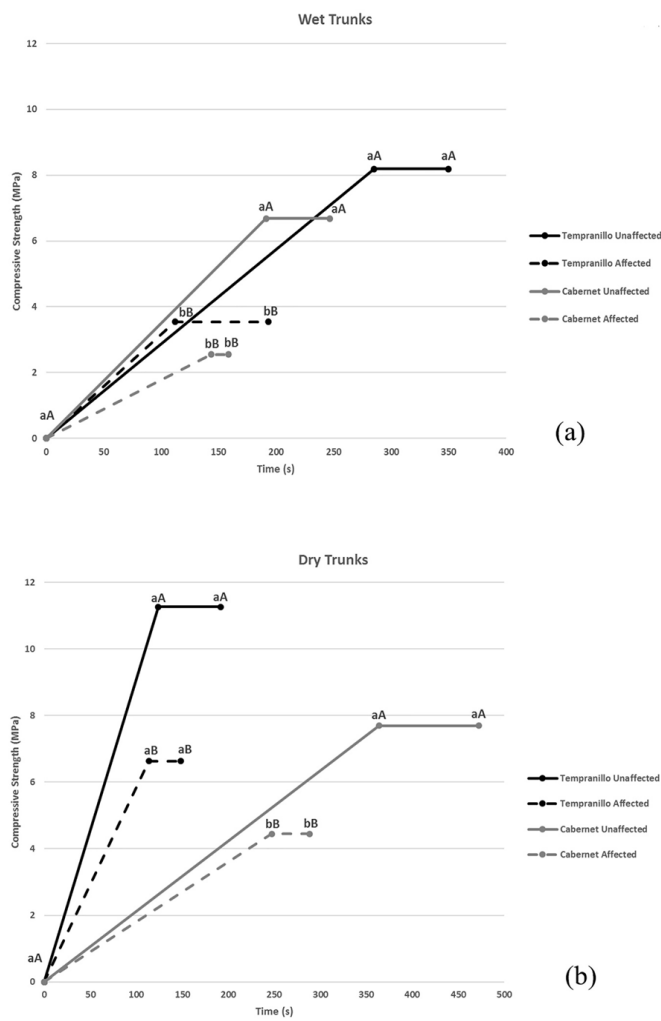 Wet Trunks
12
10
8
6
4
2
0
Compressive Strength (MPa)
aA aA
aA aA
bB bB
bB bB
aA
0 50 100 150 200 250 300 350 400
Time (s)
Tempranillo Unaffected
Tempranillo Affected
Cabernet Unaffected
Cabernet Affected
(a)
Dry Trunks
12
10
8
6
4
2
0
Compressive Strength (MPa)
aA aA
aA aA
aB aB
bB bB
aA
0 50 100 150 200 250 300 350 400 450 500
Time (s)
Tempranillo Unaffected
Tempranillo Affected
Cabernet Unaffected
Cabernet Affected
(b)